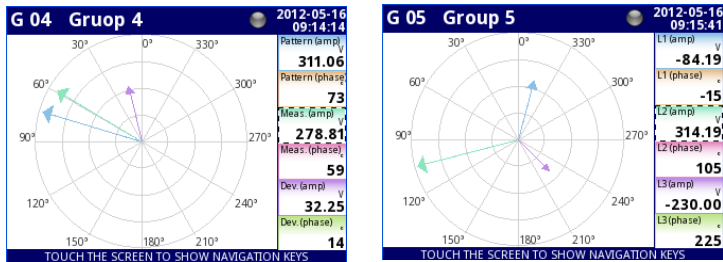 G 04 Gruop 4
2012-05-16
09:14:14
0°
30°
330°
60°
300°
90°
270°
120°
240°
150°
180°
210°
Pattern (amp)
V
311.06
Pattern (phase)
°
73
Meas. (amp)
V
278.81
Meas. (phase)
°
59
Dev. (amp)
V
32.25
Dev. (phase)
°
14
TOUCH THE SCREEN TO SHOW NAVIGATION KEYS
G 05 Group 5
2012-05-16
09:15:41
0°
30°
330°
60°
300°
90°
270°
120°
240°
150°
180°
210°
L1 (amp)
V
-84.19
L1 (phase)
°
-15
L2 (amp)
V
314.19
L2 (phase)
°
105
L3 (amp)
V
-230.00
L3 (phase)
°
225
TOUCH THE SCREEN TO SHOW NAVIGATION KEYS